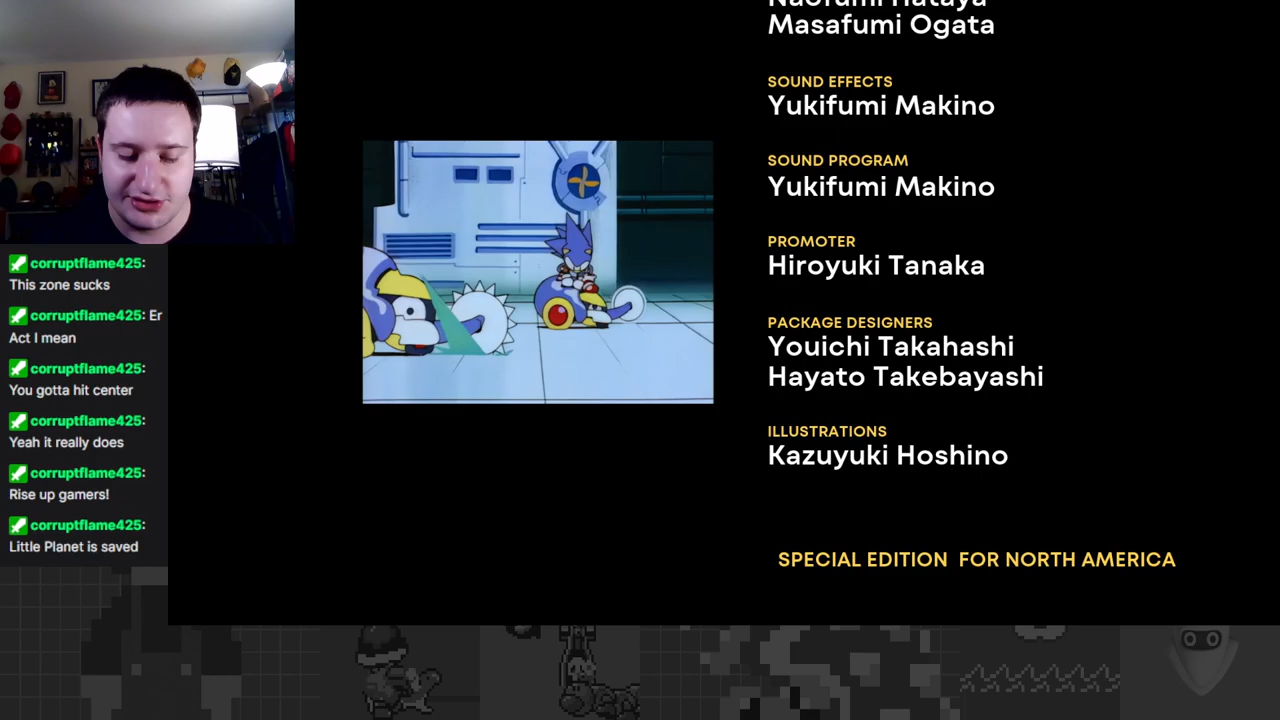 corruptflame425:
This zone sucks
corruptflame425: Er
Act I mean
corruptflame425:
You gotta hit center
corruptflame425:
Yeah it really does
corruptflame425:
Rise up gamers!
corruptflame425:
Little Planet is saved
Naofumi Hataya
Masafumi Ogata
SOUND EFFECTS
Yukifumi Makino
SOUND PROGRAM
Yukifumi Makino
PROMOTER
Hiroyuki Tanaka
PACKAGE DESIGNERS
Youichi Takahashi
Hayato Takebayashi
ILLUSTRATIONS
Kazuyuki Hoshino
SPECIAL EDITION FOR NORTH AMERICA